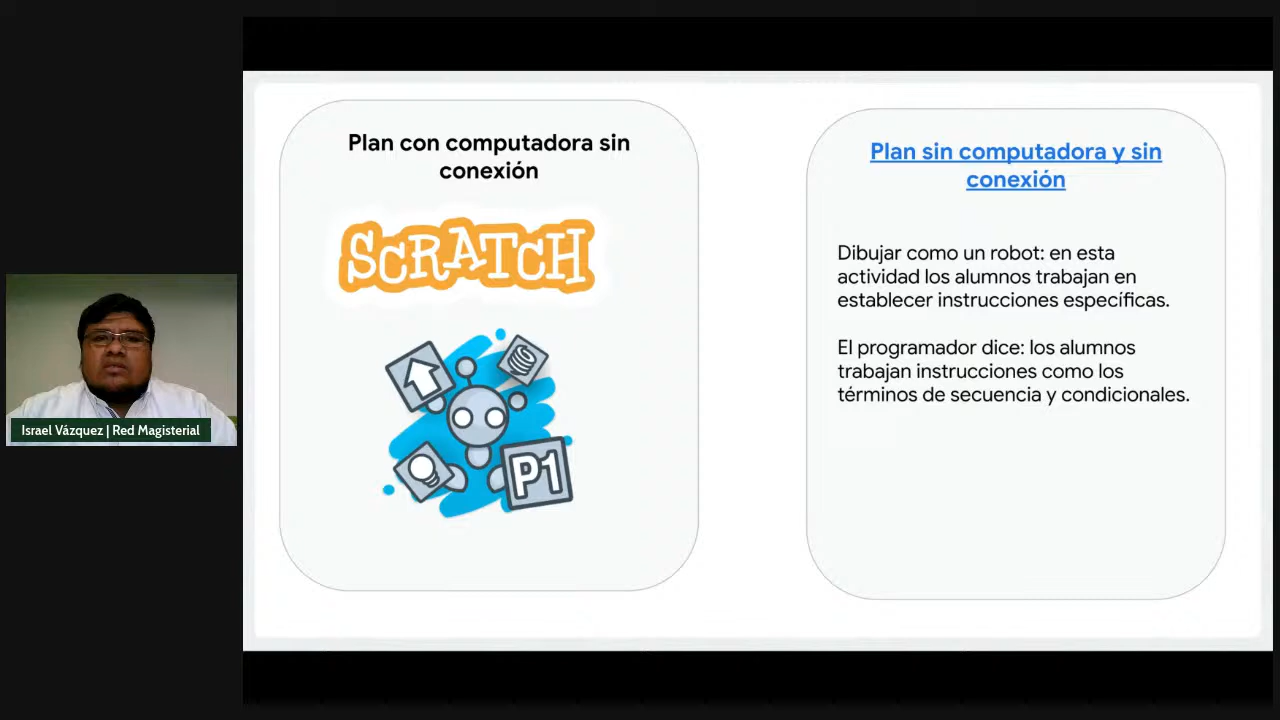 Plan con computadora sin
conexión
SCRATCH
P1
Plan sin computadora y sin
conexión
Dibujar como un robot: en esta
actividad los alumnos trabajan en
establecer instrucciones específicas.
El programador dice: los alumnos
trabajan instrucciones como los
términos de secuencia y condicionales.
Israel Vázquez | Red Magisterial